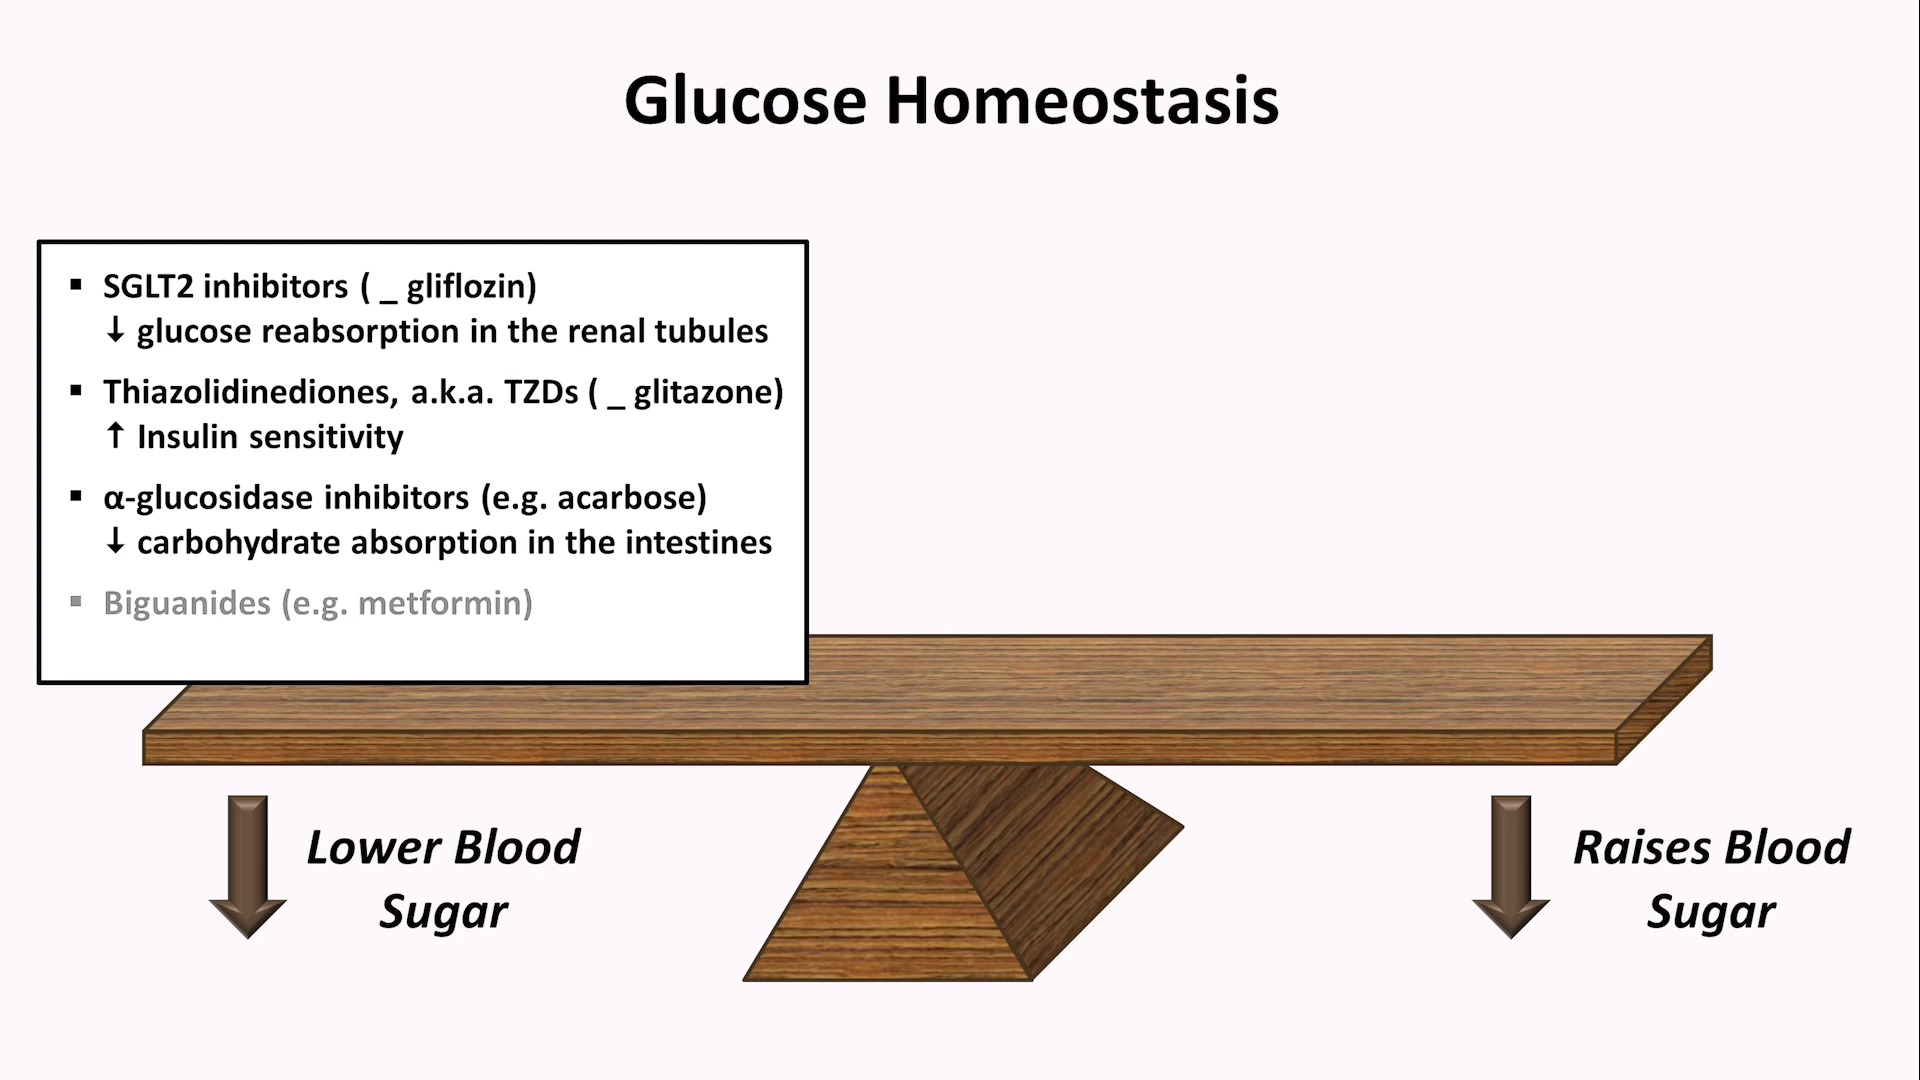 Glucose Homeostasis
▪ SGLT2 inhibitors ( _ gliflozin)
↓ glucose reabsorption in the renal tubules
▪ Thiazolidinediones, a.k.a. TZDs ( _ glitazone)
↑ Insulin sensitivity
▪ α-glucosidase inhibitors (e.g. acarbose)
↓ carbohydrate absorption in the intestines
▪ Biguanides (e.g. metformin)
Lower Blood
Sugar
Raises Blood
Sugar